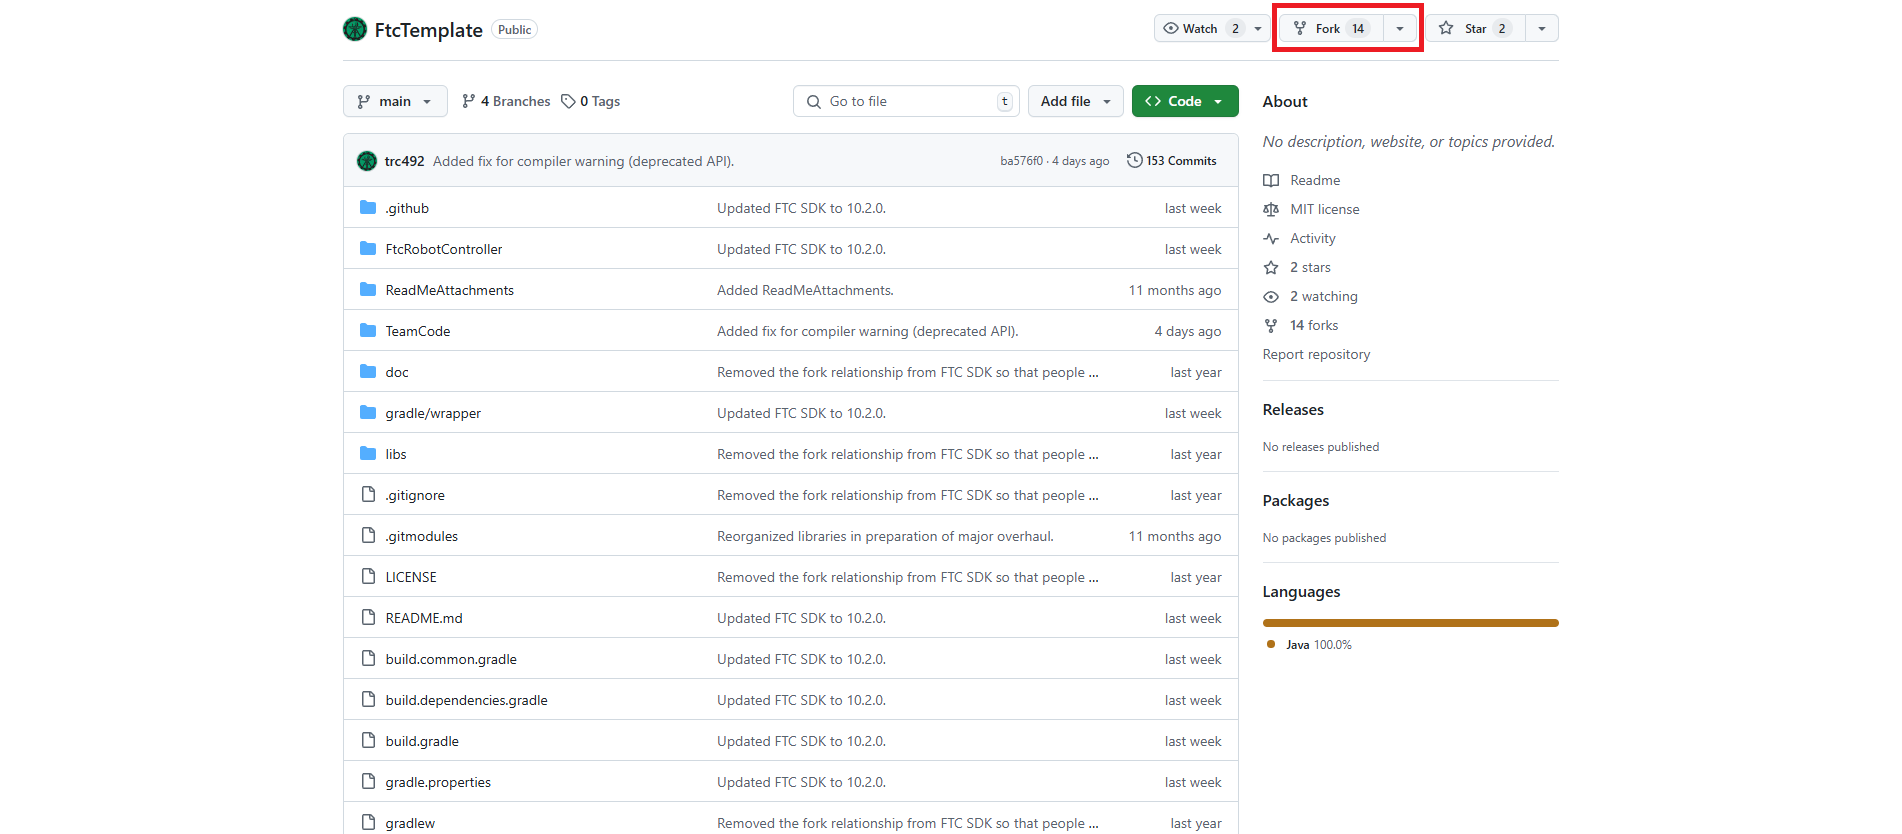 FtcTemplate Public Watch 2 Fork 14 Star 2
main 4 Branches 0 Tags Go to file t Add file Code
trc492 Added fix for compiler warning (deprecated API). ba576f0 · 4 days ago 153 Commits
.github Updated FTC SDK to 10.2.0. last week
FtcRobotController Updated FTC SDK to 10.2.0. last week
ReadMeAttachments Added ReadMeAttachments. 11 months ago
TeamCode Added fix for compiler warning (deprecated API). 4 days ago
doc Removed the fork relationship from FTC SDK so that people ... last year
gradle/wrapper Updated FTC SDK to 10.2.0. last week
libs Removed the fork relationship from FTC SDK so that people ... last year
.gitignore Removed the fork relationship from FTC SDK so that people ... last year
.gitmodules Reorganized libraries in preparation of major overhaul. 11 months ago
LICENSE Removed the fork relationship from FTC SDK so that people ... last year
README.md Updated FTC SDK to 10.2.0. last week
build.common.gradle Updated FTC SDK to 10.2.0. last week
build.dependencies.gradle Updated FTC SDK to 10.2.0. last week
build.gradle Updated FTC SDK to 10.2.0. last week
gradle.properties Updated FTC SDK to 10.2.0. last week
gradlew Removed the fork relationship from FTC SDK so that people ... last year
About
No description, website, or topics provided.
Readme
MIT license
Activity
2 stars
2 watching
14 forks
Report repository
Releases
No releases published
Packages
No packages published
Languages
Java 100.0%